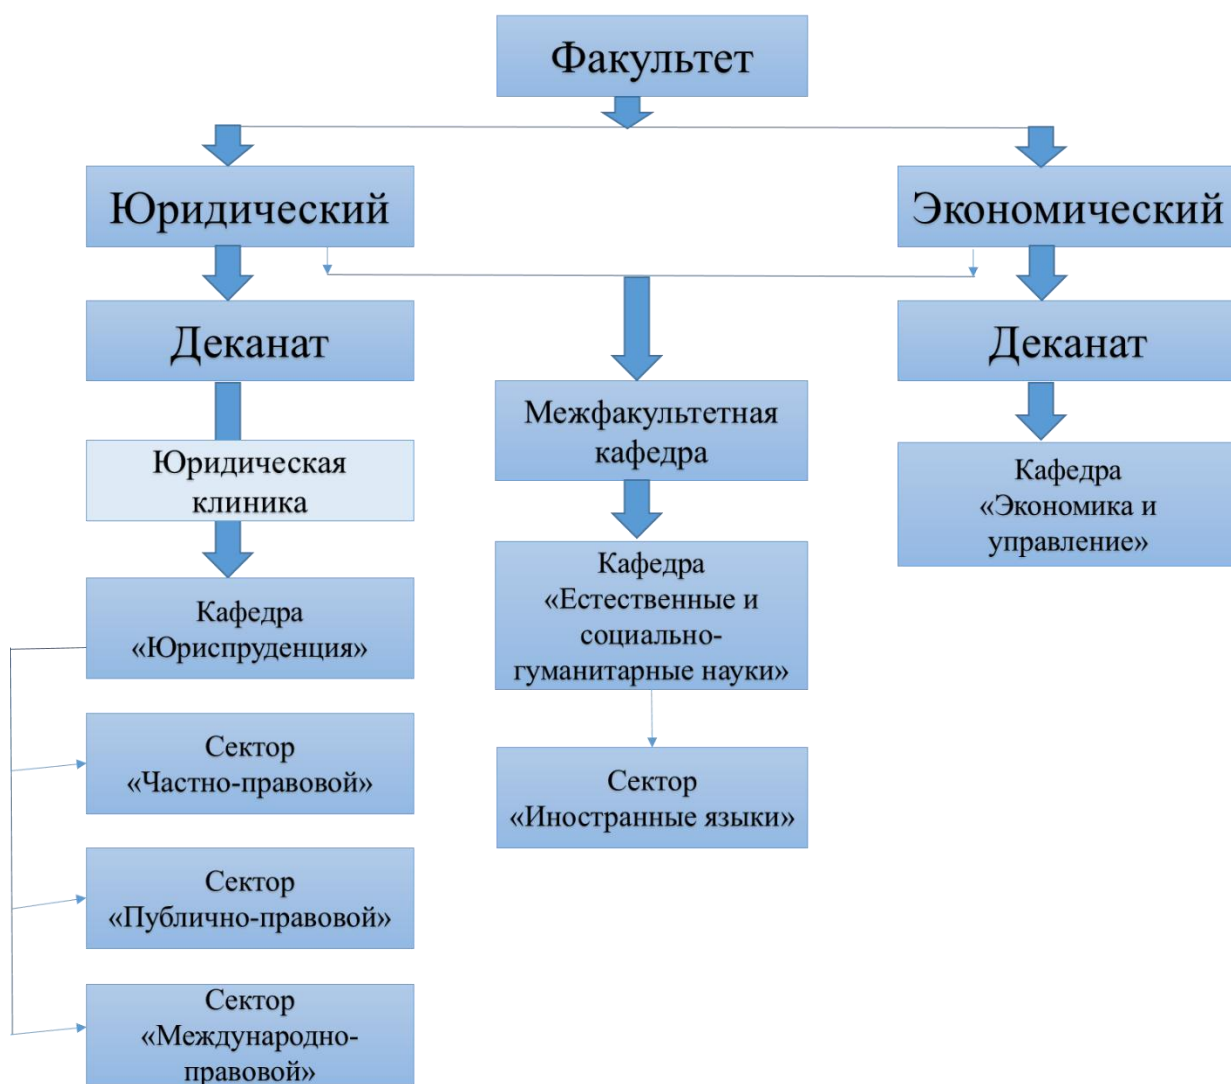 Факультет
Юридический
Экономический
Деканат
Деканат
Межфакультетная
кафедра
Юридическая
клиника
Кафедра
«Экономика и
управление»
Кафедра
«Естественные и
социально-
гуманитарные науки»
Кафедра
«Юриспруденция»
Сектор
«Частно-правовой»
Сектор
«Иностранные языки»
Сектор
«Публично-правовой»
Сектор
«Международно-
правовой»